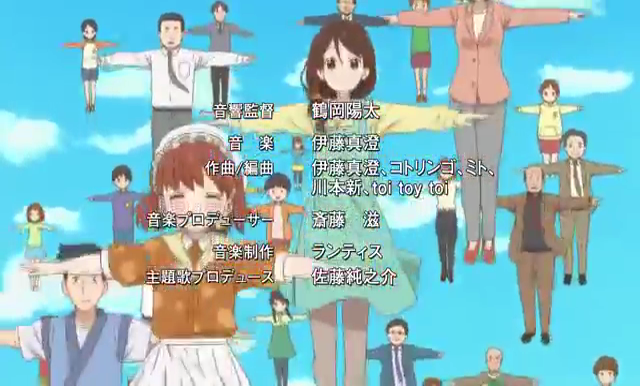 音響監督 鶴岡陽太
音 楽 伊藤真澄
作曲/編曲 伊藤真澄、コトリンゴ、ミト、
川本新、toi toy toi
音楽プロデューサー 斎藤 滋
音楽制作 ランティス
主題歌プロデュース 佐藤純之介